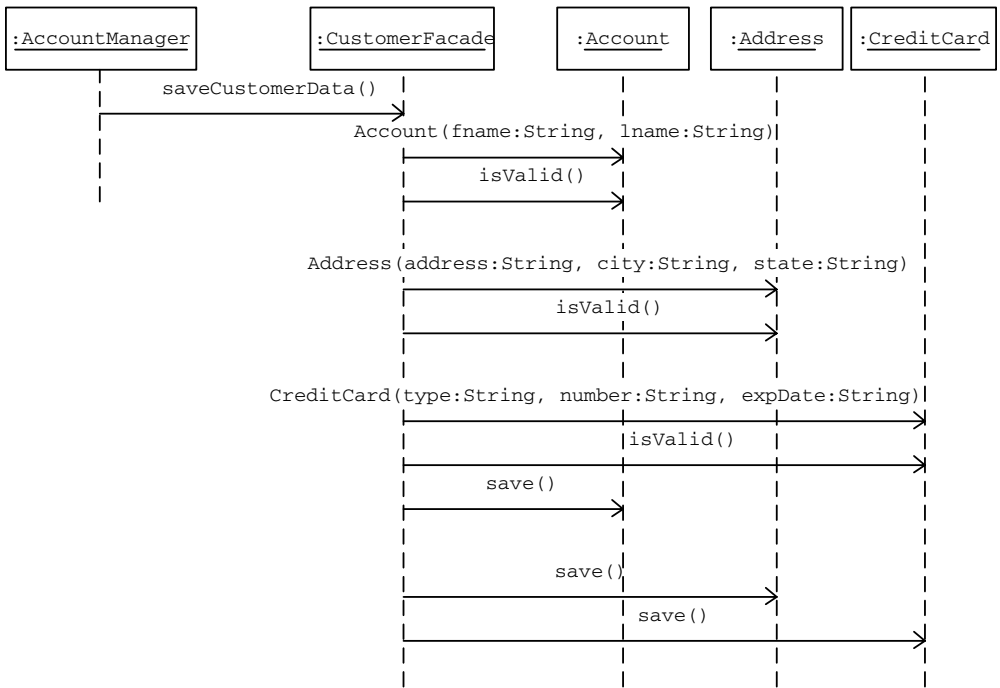 :AccountManager
:CustomerFacade
:Account
:Address
:CreditCard
saveCustomerData()
Account(fname:String, lname:String)
isValid()
Address(address:String, city:String, state:String)
isValid()
CreditCard(type:String, number:String, expDate:String)
isValid()
save()
save()
save()